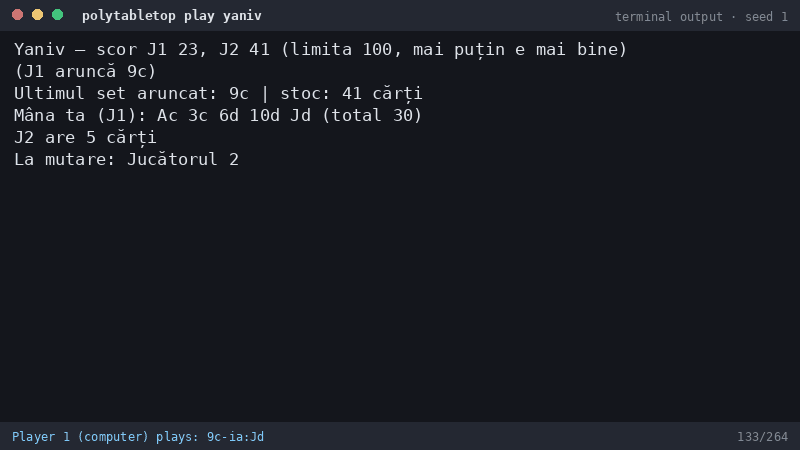 polytabletop play yaniv
terminal output · seed 1
Yaniv — scor J1 23, J2 41 (limita 100, mai puțin e mai bine)
(J1 aruncă 9c)
Ultimul set aruncat: 9c | stoc: 41 cărți
Mâna ta (J1): Ac 3c 6d 10d Jd (total 30)
J2 are 5 cărți
La mutare: Jucătorul 2
Player 1 (computer) plays: 9c-ia:Jd
133/264